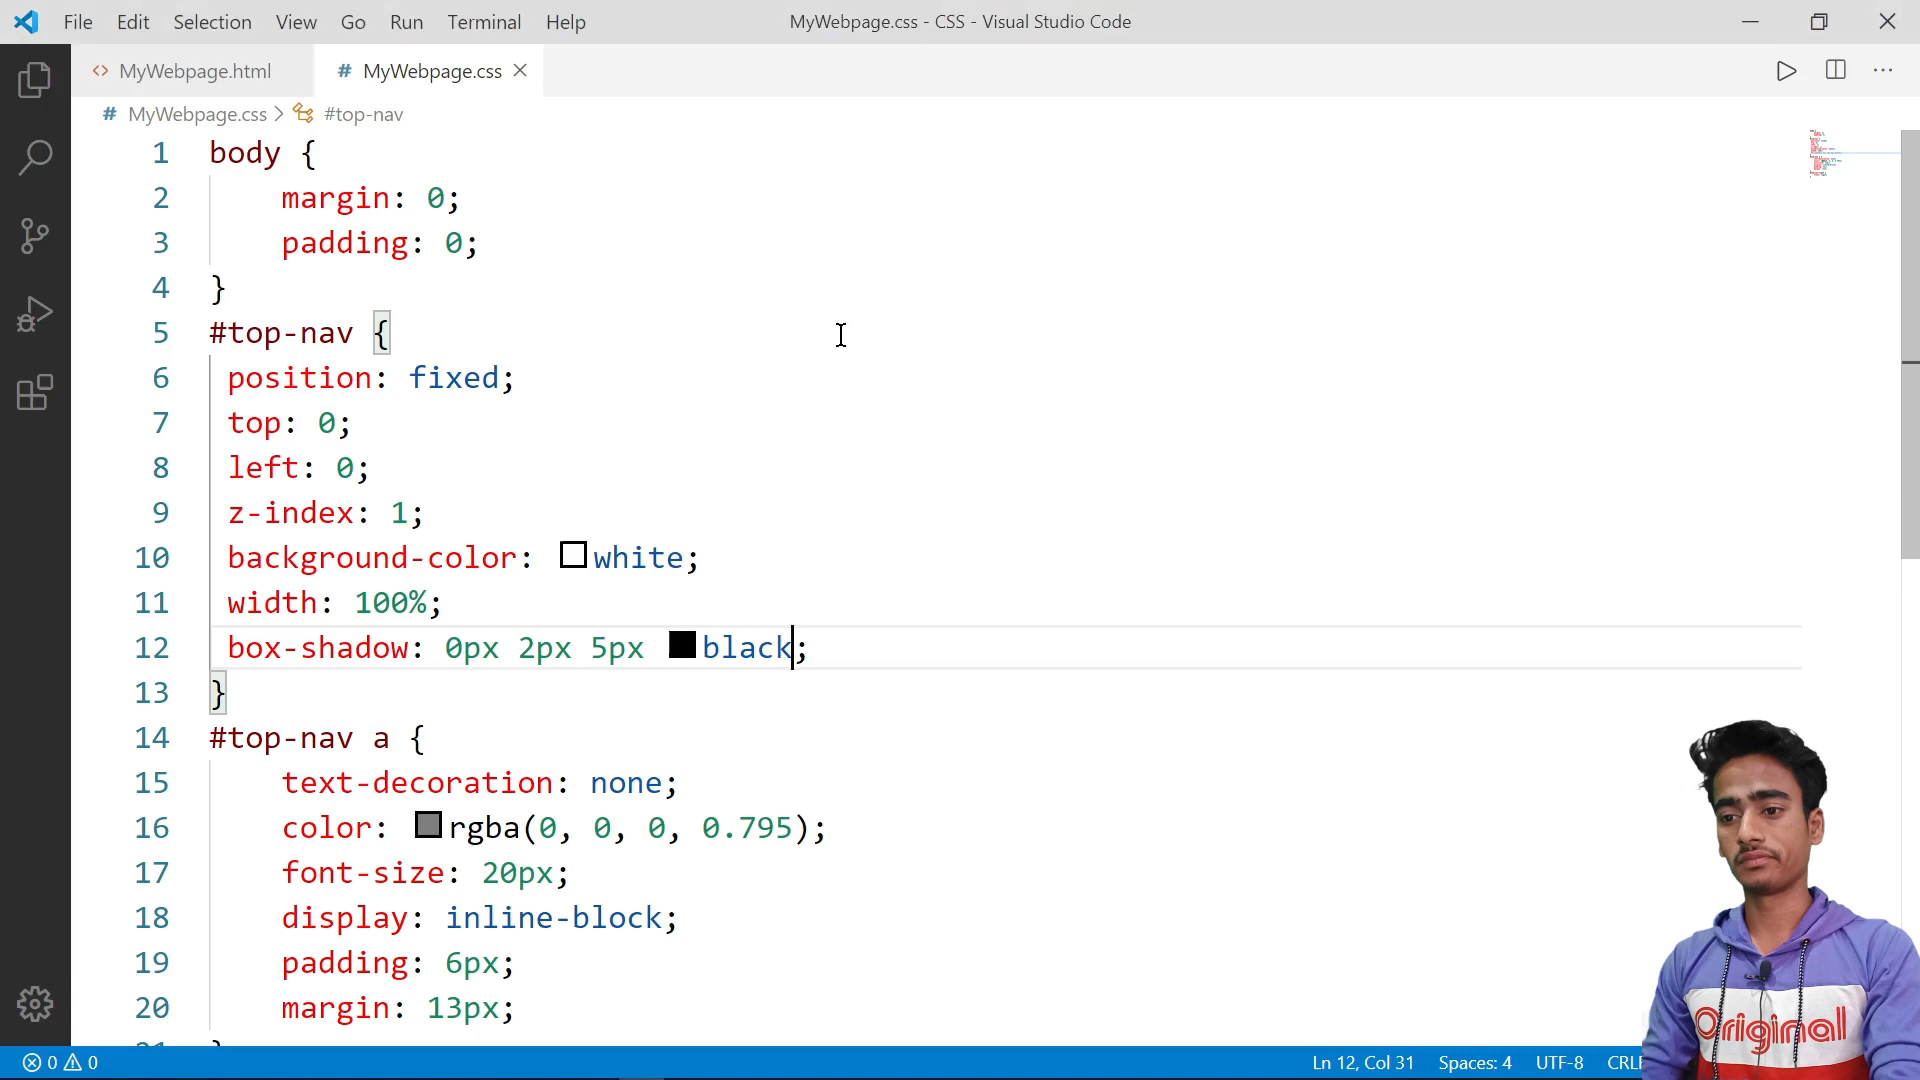 File Edit Selection View Go Run Terminal Help MyWebpage.css - CSS - Visual Studio Code
<> MyWebpage.html # MyWebpage.css
# MyWebpage.css > #top-nav
1 body {
2 margin: 0;
3 padding: 0;
4 }
5 #top-nav {
6 position: fixed;
7 top: 0;
8 left: 0;
9 z-index: 1;
10 background-color: white;
11 width: 100%;
12 box-shadow: 0px 2px 5px black;
13 }
14 #top-nav a {
15 text-decoration: none;
16 color: rgba(0, 0, 0, 0.795);
17 font-size: 20px;
18 display: inline-block;
19 padding: 6px;
20 margin: 13px;
Original
0 0 Ln 12, Col 31 Spaces: 4 UTF-8 CRLF